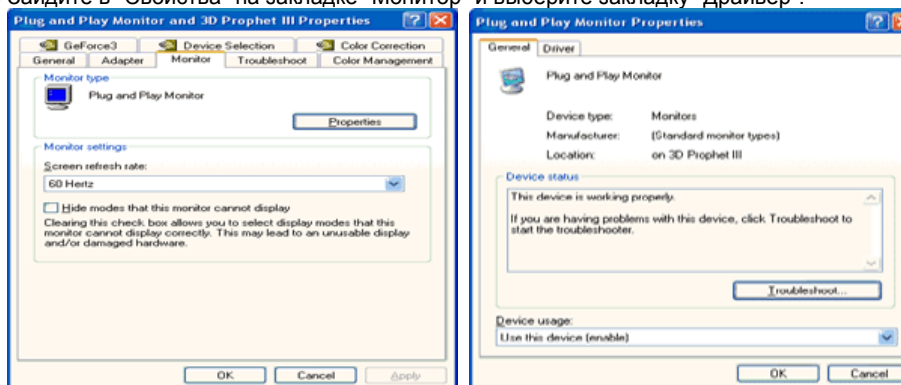 Зайдите в "Свойства" на закладке "Монитор" и выберите закладку "Драйвер".
Plug and Play Monitor and 3D Prophet III Properties
GeForce3 Device Selection Color Correction
General Adapter Monitor Troubleshoot Color Management
Monitor type
Plug and Play Monitor
Properties
Monitor settings
Screen refresh rate:
60 Hertz
Hide modes that this monitor cannot display
Clearing this check box allows you to select display modes that this
monitor cannot display correctly. This may lead to an unusable display
and/or damaged hardware.
OK Cancel Apply
Plug and Play Monitor Properties
General Driver
Plug and Play Monitor
Device type: Monitors
Manufacturer: (Standard monitor types)
Location: on 3D Prophet III
Device status
This device is working properly.
If you are having problems with this device, click Troubleshoot to
start the troubleshooter.
Troubleshoot...
Device usage:
Use this device (enable)
OK Cancel